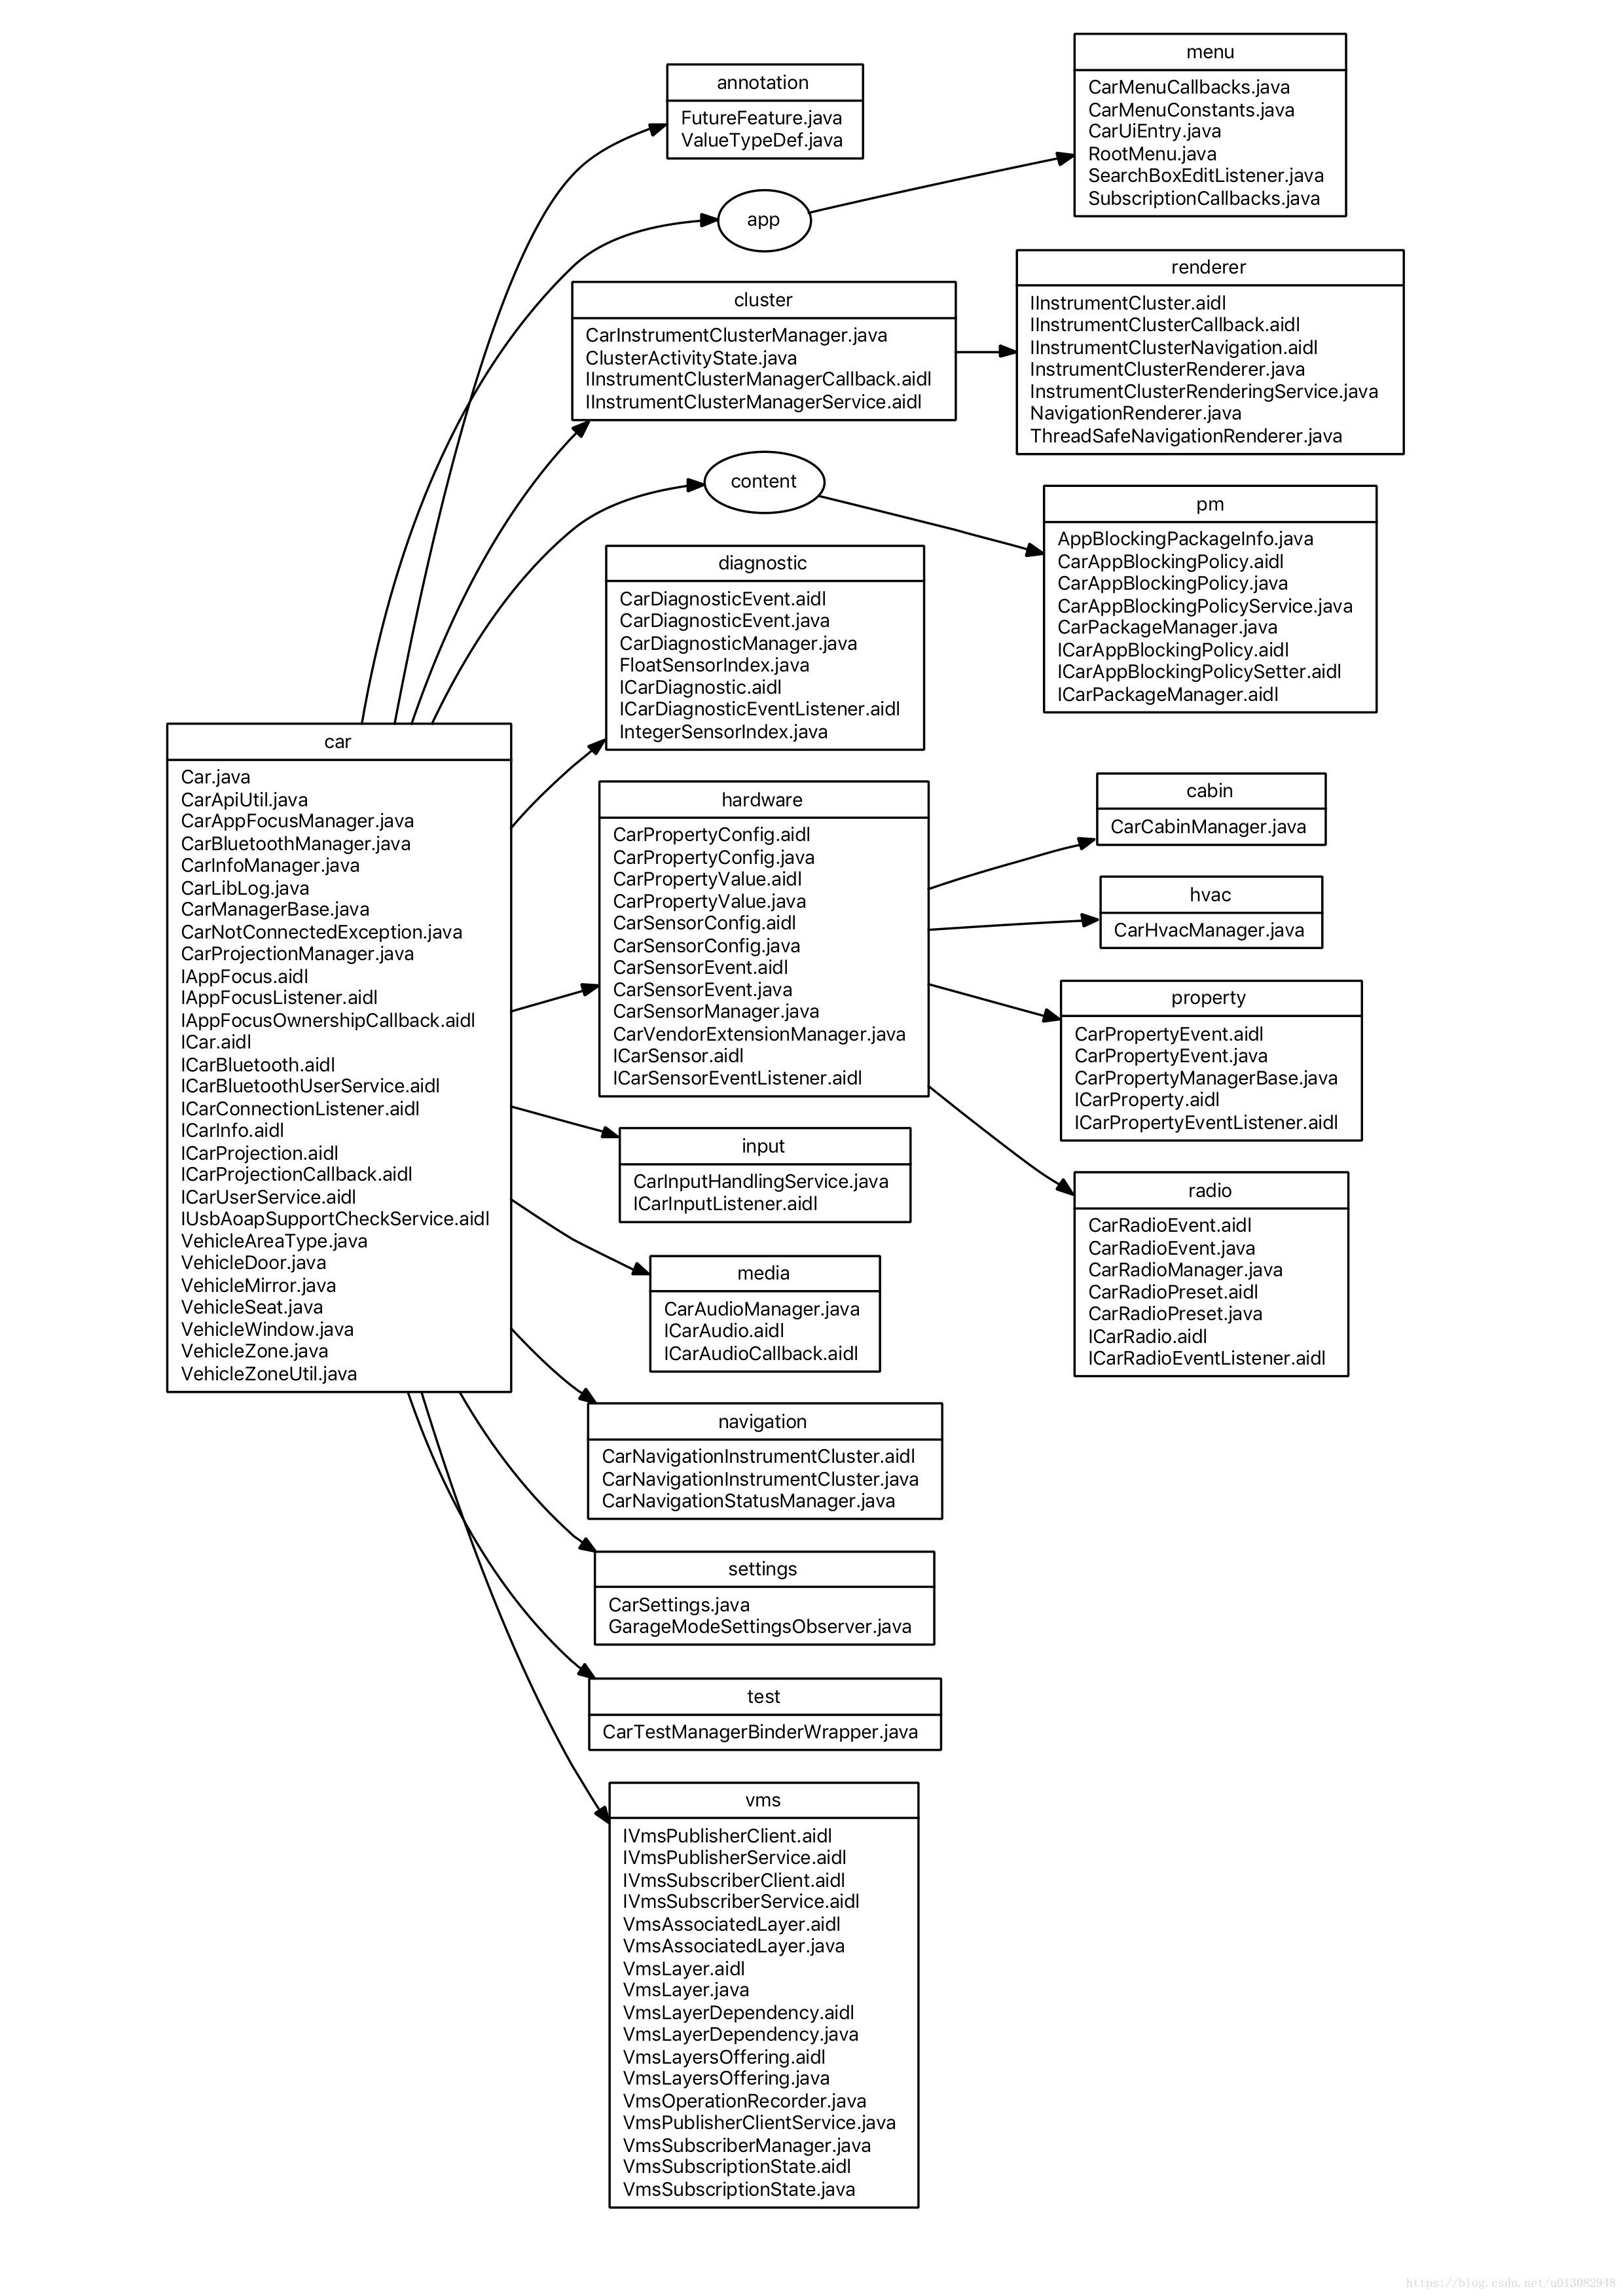 car
Car.java
CarApiUtil.java
CarAppFocusManager.java
CarBluetoothManager.java
CarInfoManager.java
CarLibLog.java
CarManagerBase.java
CarNotConnectedException.java
CarProjectionManager.java
IAppFocus.aidl
IAppFocusListener.aidl
IAppFocusOwnershipCallback.aidl
ICar.aidl
ICarBluetooth.aidl
ICarBluetoothUserService.aidl
ICarConnectionListener.aidl
ICarInfo.aidl
ICarProjection.aidl
ICarProjectionCallback.aidl
ICarUserService.aidl
IUsbAoapSupportCheckService.aidl
VehicleAreaType.java
VehicleDoor.java
VehicleMirror.java
VehicleSeat.java
VehicleWindow.java
VehicleZone.java
VehicleZoneUtil.java
annotation
FutureFeature.java
ValueTypeDef.java
app
menu
CarMenuCallbacks.java
CarMenuConstants.java
CarUiEntry.java
RootMenu.java
SearchBoxEditListener.java
SubscriptionCallbacks.java
cluster
CarInstrumentClusterManager.java
ClusterActivityState.java
IInstrumentClusterManagerCallback.aidl
IInstrumentClusterManagerService.aidl
renderer
IInstrumentCluster.aidl
IInstrumentClusterCallback.aidl
IInstrumentClusterNavigation.aidl
InstrumentClusterRenderer.java
InstrumentClusterRenderingService.java
NavigationRenderer.java
ThreadSafeNavigationRenderer.java
content
pm
AppBlockingPackageInfo.java
CarAppBlockingPolicy.aidl
CarAppBlockingPolicy.java
CarAppBlockingPolicyService.java
CarPackageManager.java
ICarAppBlockingPolicy.aidl
ICarAppBlockingPolicySetter.aidl
ICarPackageManager.aidl
diagnostic
CarDiagnosticEvent.aidl
CarDiagnosticEvent.java
CarDiagnosticManager.java
FloatSensorIndex.java
ICarDiagnostic.aidl
ICarDiagnosticEventListener.aidl
IntegerSensorIndex.java
hardware
CarPropertyConfig.aidl
CarPropertyConfig.java
CarPropertyValue.aidl
CarPropertyValue.java
CarSensorConfig.aidl
CarSensorConfig.java
CarSensorEvent.aidl
CarSensorEvent.java
CarSensorManager.java
CarVendorExtensionManager.java
ICarSensor.aidl
ICarSensorEventListener.aidl
cabin
CarCabinManager.java
hvac
CarHvacManager.java
property
CarPropertyEvent.aidl
CarPropertyEvent.java
CarPropertyManagerBase.java
ICarProperty.aidl
ICarPropertyEventListener.aidl
radio
CarRadioEvent.aidl
CarRadioEvent.java
CarRadioManager.java
CarRadioPreset.aidl
CarRadioPreset.java
ICarRadio.aidl
ICarRadioEventListener.aidl
input
CarInputHandlingService.java
ICarInputListener.aidl
media
CarAudioManager.java
ICarAudio.aidl
ICarAudioCallback.aidl
navigation
CarNavigationInstrumentCluster.aidl
CarNavigationInstrumentCluster.java
CarNavigationStatusManager.java
settings
CarSettings.java
GarageModeSettingsObserver.java
test
CarTestManagerBinderWrapper.java
vms
IVmsPublisherClient.aidl
IVmsPublisherService.aidl
IVmsSubscriberClient.aidl
IVmsSubscriberService.aidl
VmsAssociatedLayer.aidl
VmsAssociatedLayer.java
VmsLayer.aidl
VmsLayer.java
VmsLayerDependency.aidl
VmsLayerDependency.java
VmsLayersOffering.aidl
VmsLayersOffering.java
VmsOperationRecorder.java
VmsPublisherClientService.java
VmsSubscriberManager.java
VmsSubscriptionState.aidl
VmsSubscriptionState.java
https://blog.csdn.net/u013082948